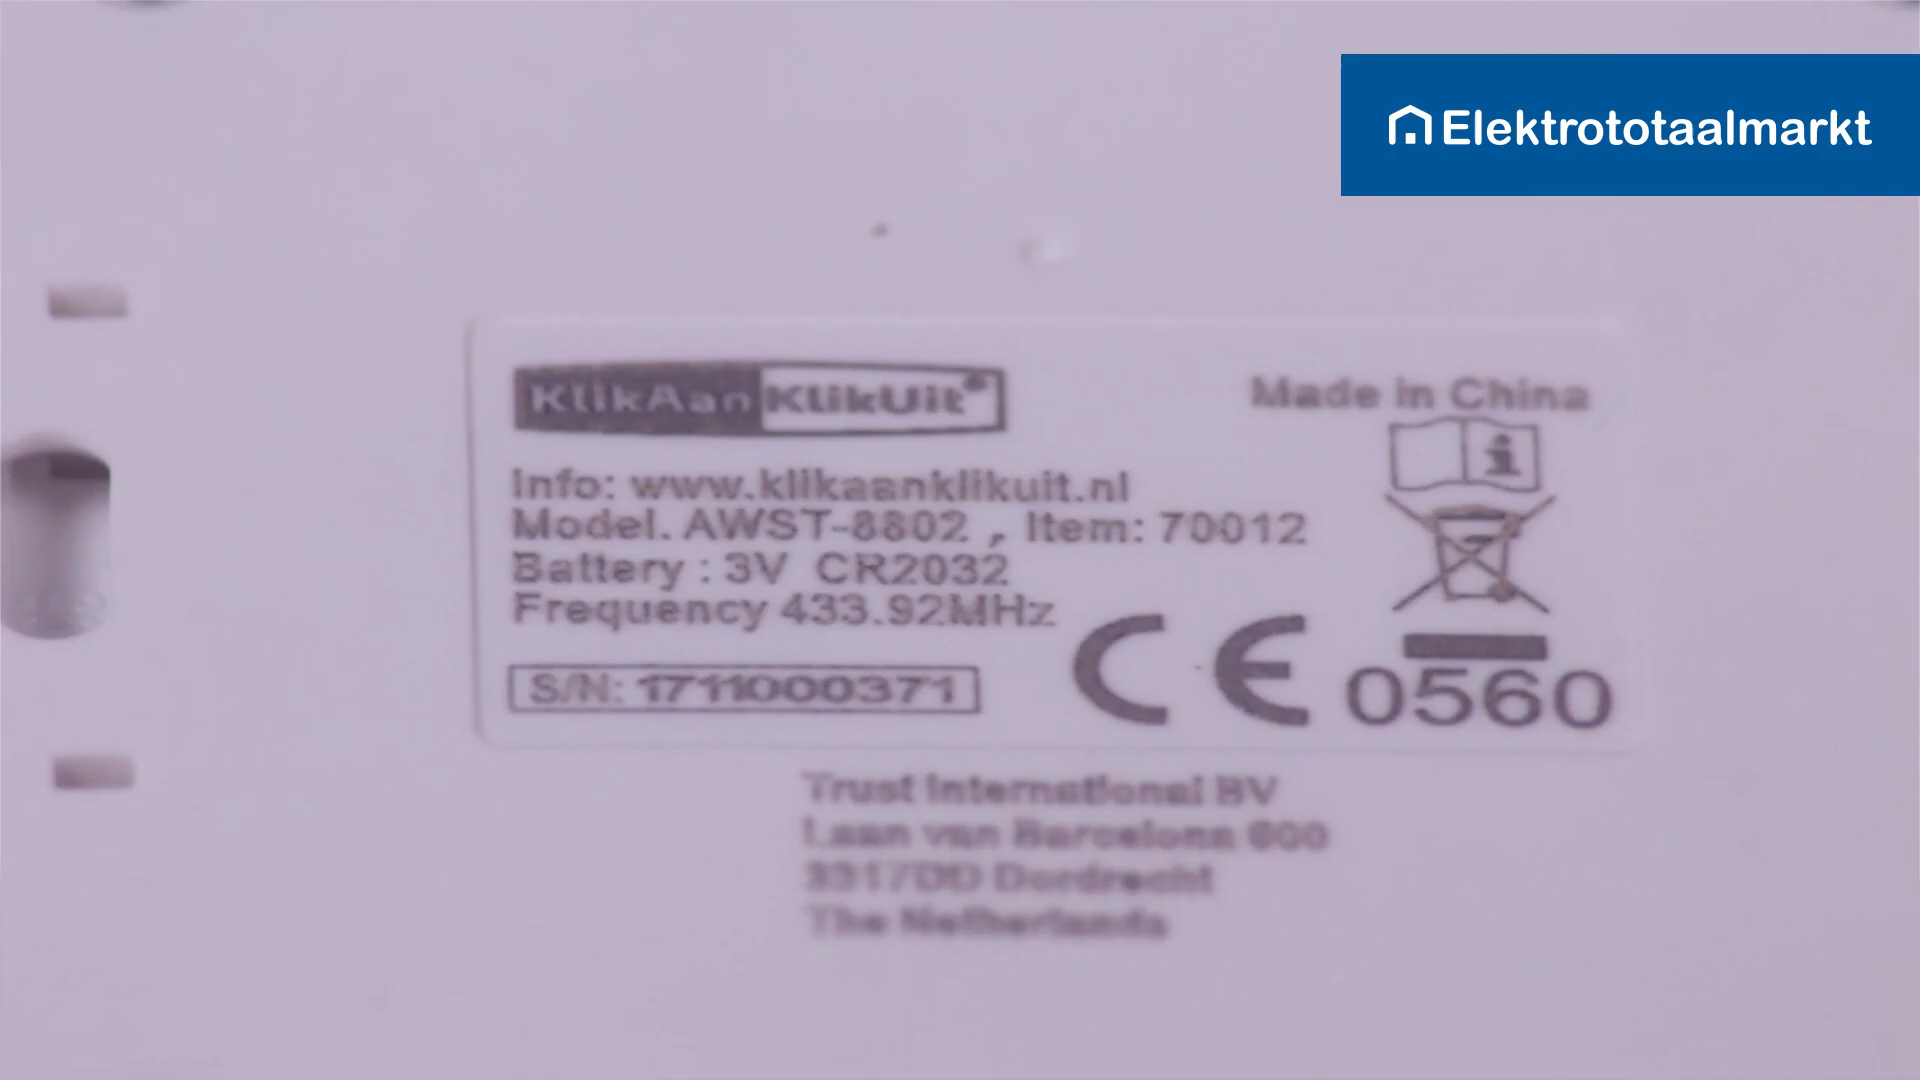 Elektrototaalmarkt
KlikAanKlikUit®
Made in China
Info: www.klikaanklikuit.nl
Model. AWST-8802 , Item: 70012
Battery : 3V CR2032
Frequency 433.92MHz
S/N: 1711000371
CE 0560
Trust International BV
Laan van Barcelona 600
3317DD Dordrecht
The Netherlands